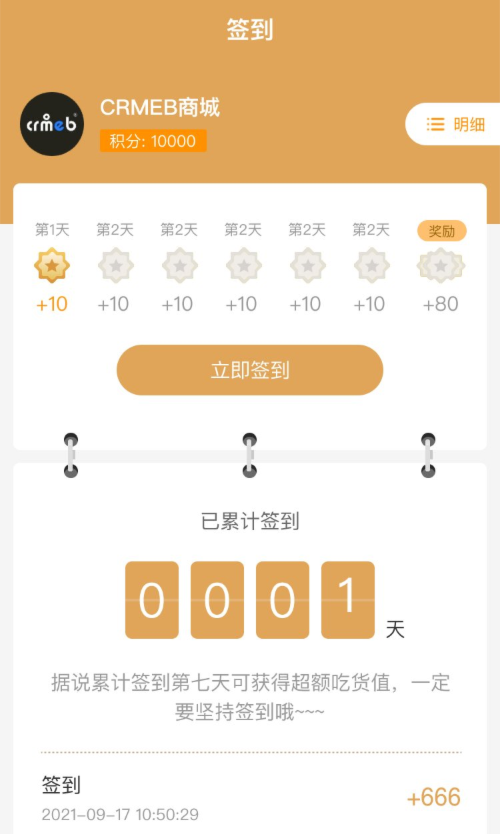 签到
crmeb
CRMEB商城
积分: 10000
明细
第1天 第2天 第2天 第2天 第2天 第2天 奖励
+10 +10 +10 +10 +10 +10 +80
立即签到
已累计签到
0 0 0 1 天
据说累计签到第七天可获得超额吃货值，一定
要坚持签到哦~~~
签到
+666
2021-09-17 10:50:29